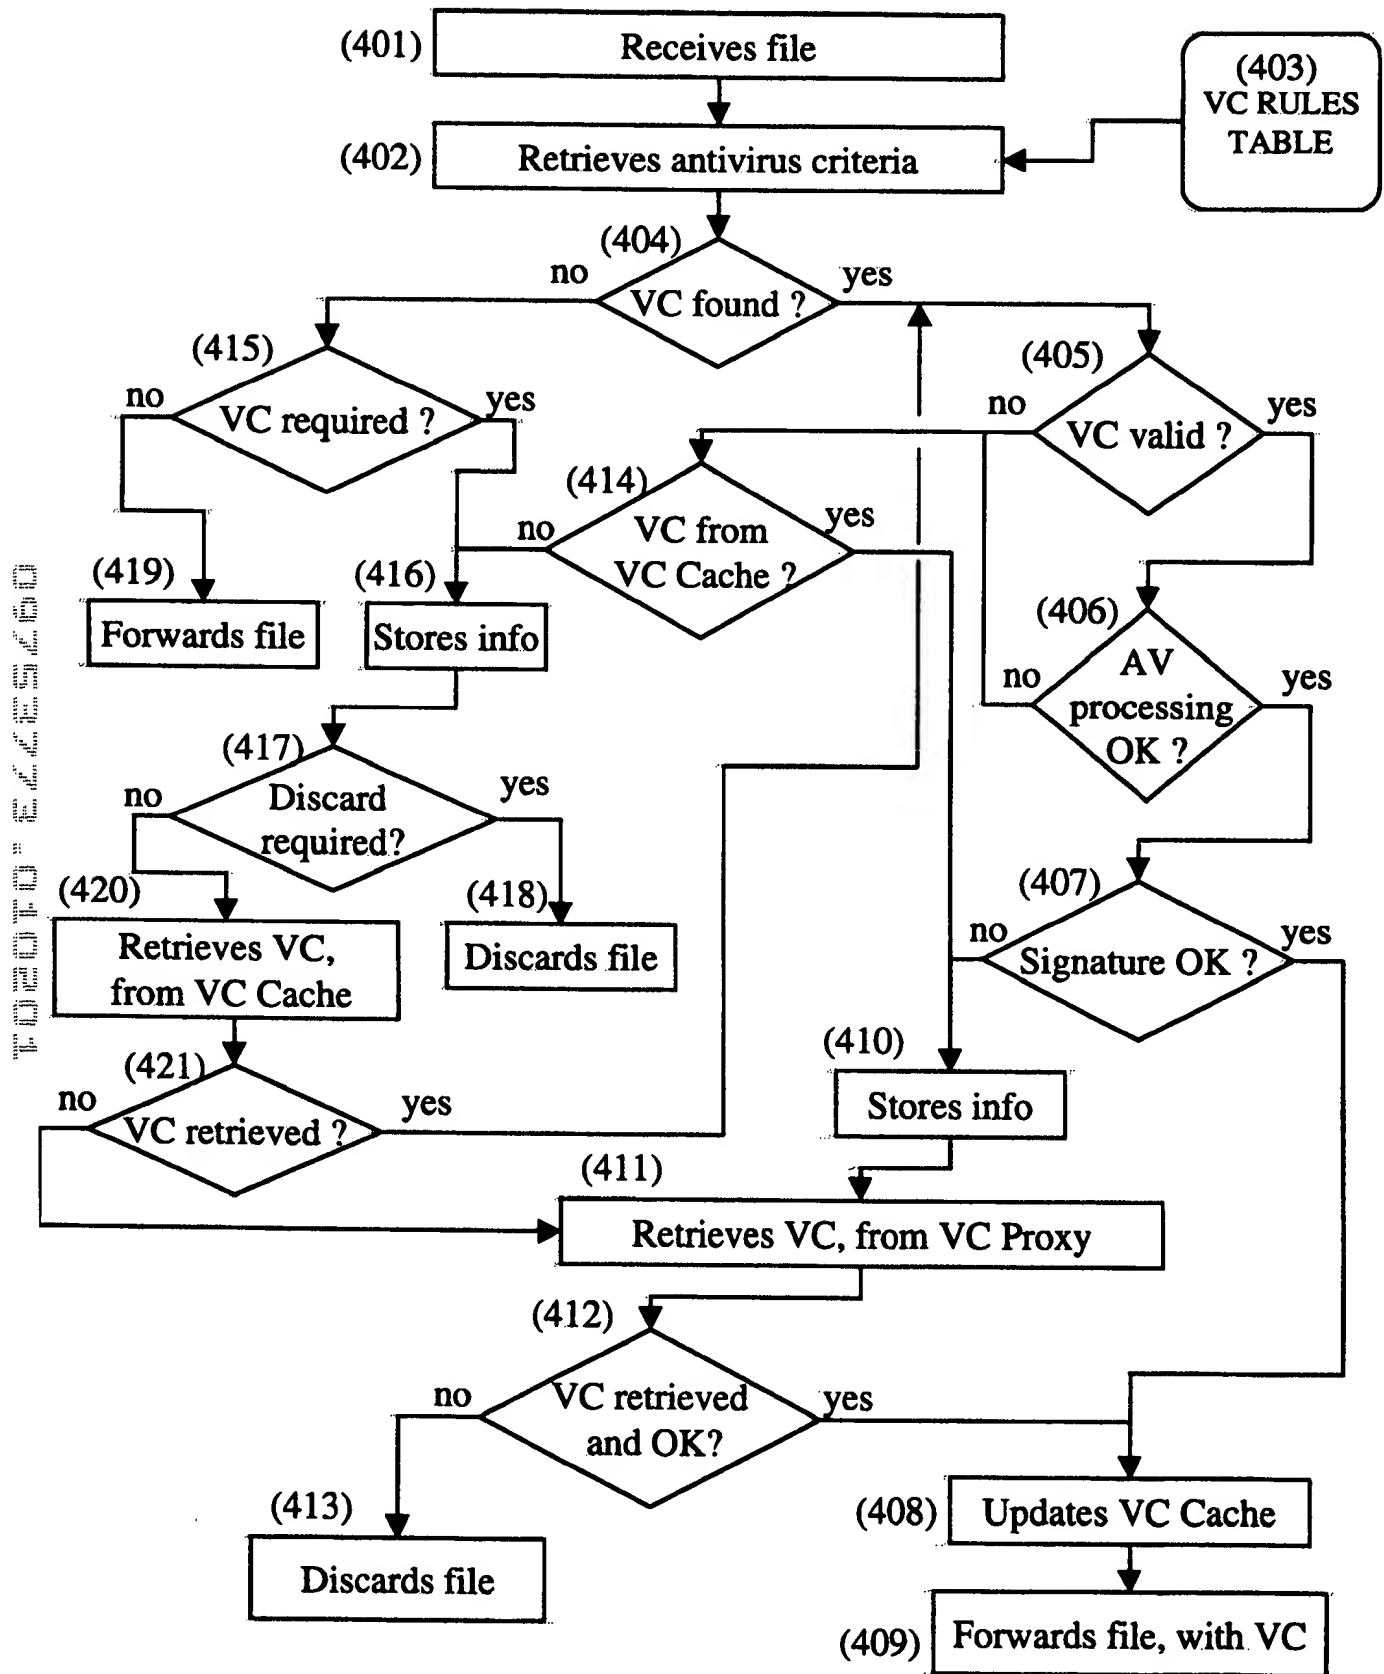 (401)
Receives file
(403)
VC RULES
TABLE
(402)
Retrieves antivirus criteria
(404)
no
yes
VC found ?
(415)
(405)
no
yes
VC required ?
no
yes
VC valid ?
(414)
no
yes
VC from
VC Cache ?
(419)
(416)
Forwards file
Stores info
(406)
no
yes
AV
processing
OK ?
(417)
no
yes
Discard
required?
(420)
(418)
Retrieves VC,
from VC Cache
Discards file
(407)
no
yes
Signature OK ?
(421)
no
yes
VC retrieved ?
(410)
Stores info
(411)
Retrieves VC, from VC Proxy
(412)
no
yes
VC retrieved
and OK?
(413)
Discards file
(408)
Updates VC Cache
(409)
Forwards file, with VC
09753773.010201